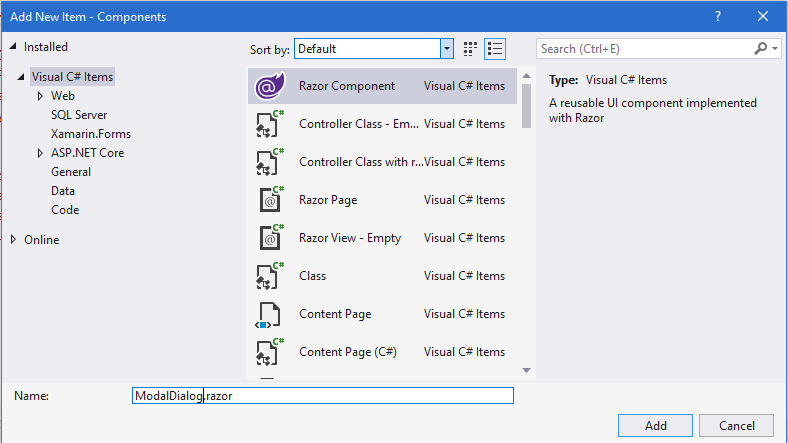 Add New Item - Components
?
Installed
Sort by: Default
Search (Ctrl+E)
Visual C# Items
Web
SQL Server
Xamarin.Forms
ASP.NET Core
General
Data
Code
Online
Razor Component Visual C# Items
C#
Controller Class - Em... Visual C# Items
C#
Controller Class with r... Visual C# Items
C#
Razor Page Visual C# Items
C#
Razor View - Empty Visual C# Items
C#
Class Visual C# Items
Content Page Visual C# Items
C#
Content Page (C#) Visual C# Items
Type: Visual C# Items
A reusable UI component implemented
with Razor
Name: ModalDialog.razor
Add Cancel